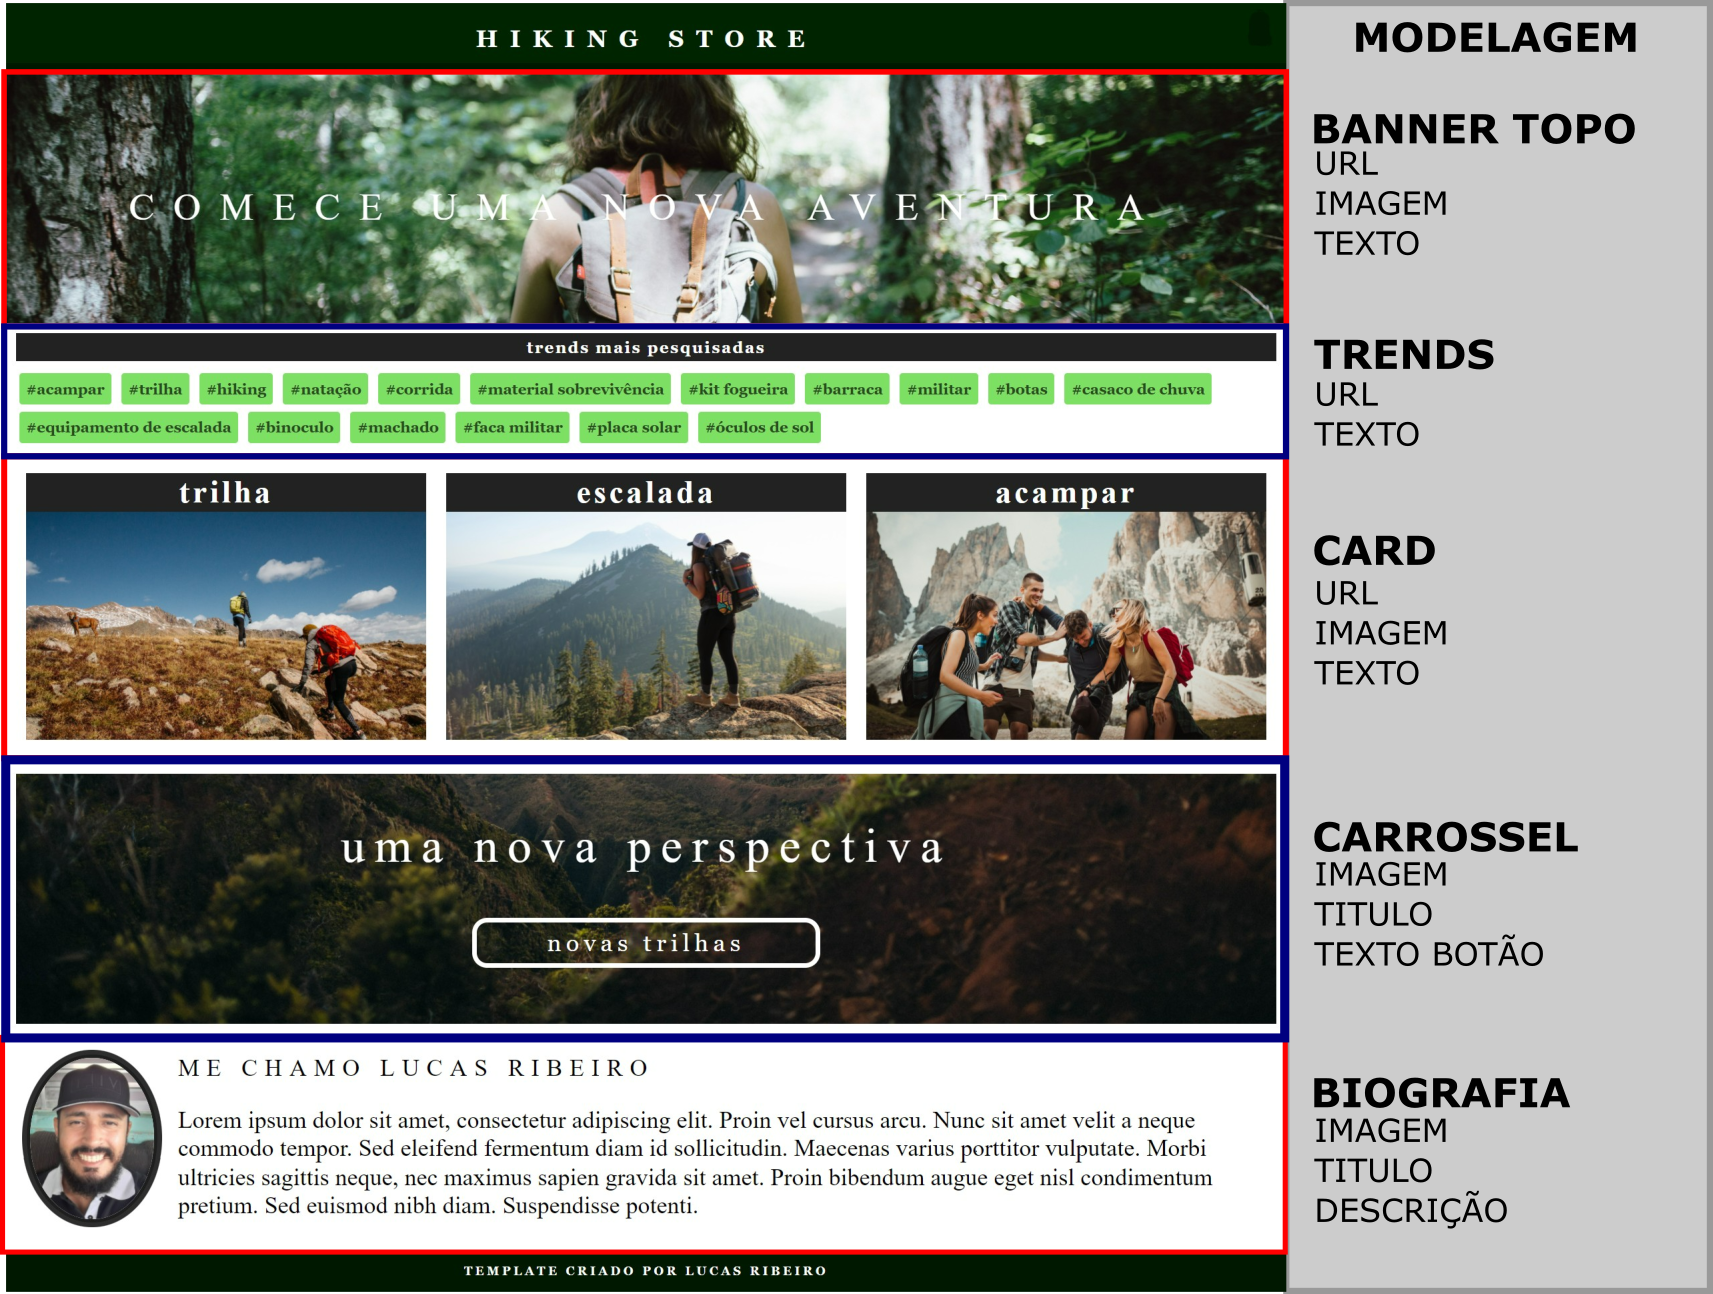 HIKING STORE
COMECE UMA NOVA AVENTURA
trends mais pesquisadas
#acampar #trilha #hiking #natação #corrida #material sobrevivência #kit fogueira #barraca #militar #botas #casaco de chuva
#equipamento de escalada #binoculo #machado #faca militar #placa solar #óculos de sol
trilha
escalada
acampar
uma nova perspectiva
novas trilhas
ME CHAMO LUCAS RIBEIRO
Lorem ipsum dolor sit amet, consectetur adipiscing elit. Proin vel cursus arcu. Nunc sit amet velit a neque
commodo tempor. Sed eleifend fermentum diam id sollicitudin. Maecenas varius porttitor vulputate. Morbi
ultricies sagittis neque, nec maximus sapien gravida sit amet. Proin bibendum augue eget nisl condimentum
pretium. Sed euismod nibh diam. Suspendisse potenti.
TEMPLATE CRIADO POR LUCAS RIBEIRO
MODELAGEM
BANNER TOPO
URL
IMAGEM
TEXTO
TRENDS
URL
TEXTO
CARD
URL
IMAGEM
TEXTO
CARROSSEL
IMAGEM
TITULO
TEXTO BOTÃO
BIOGRAFIA
IMAGEM
TITULO
DESCRIÇÃO